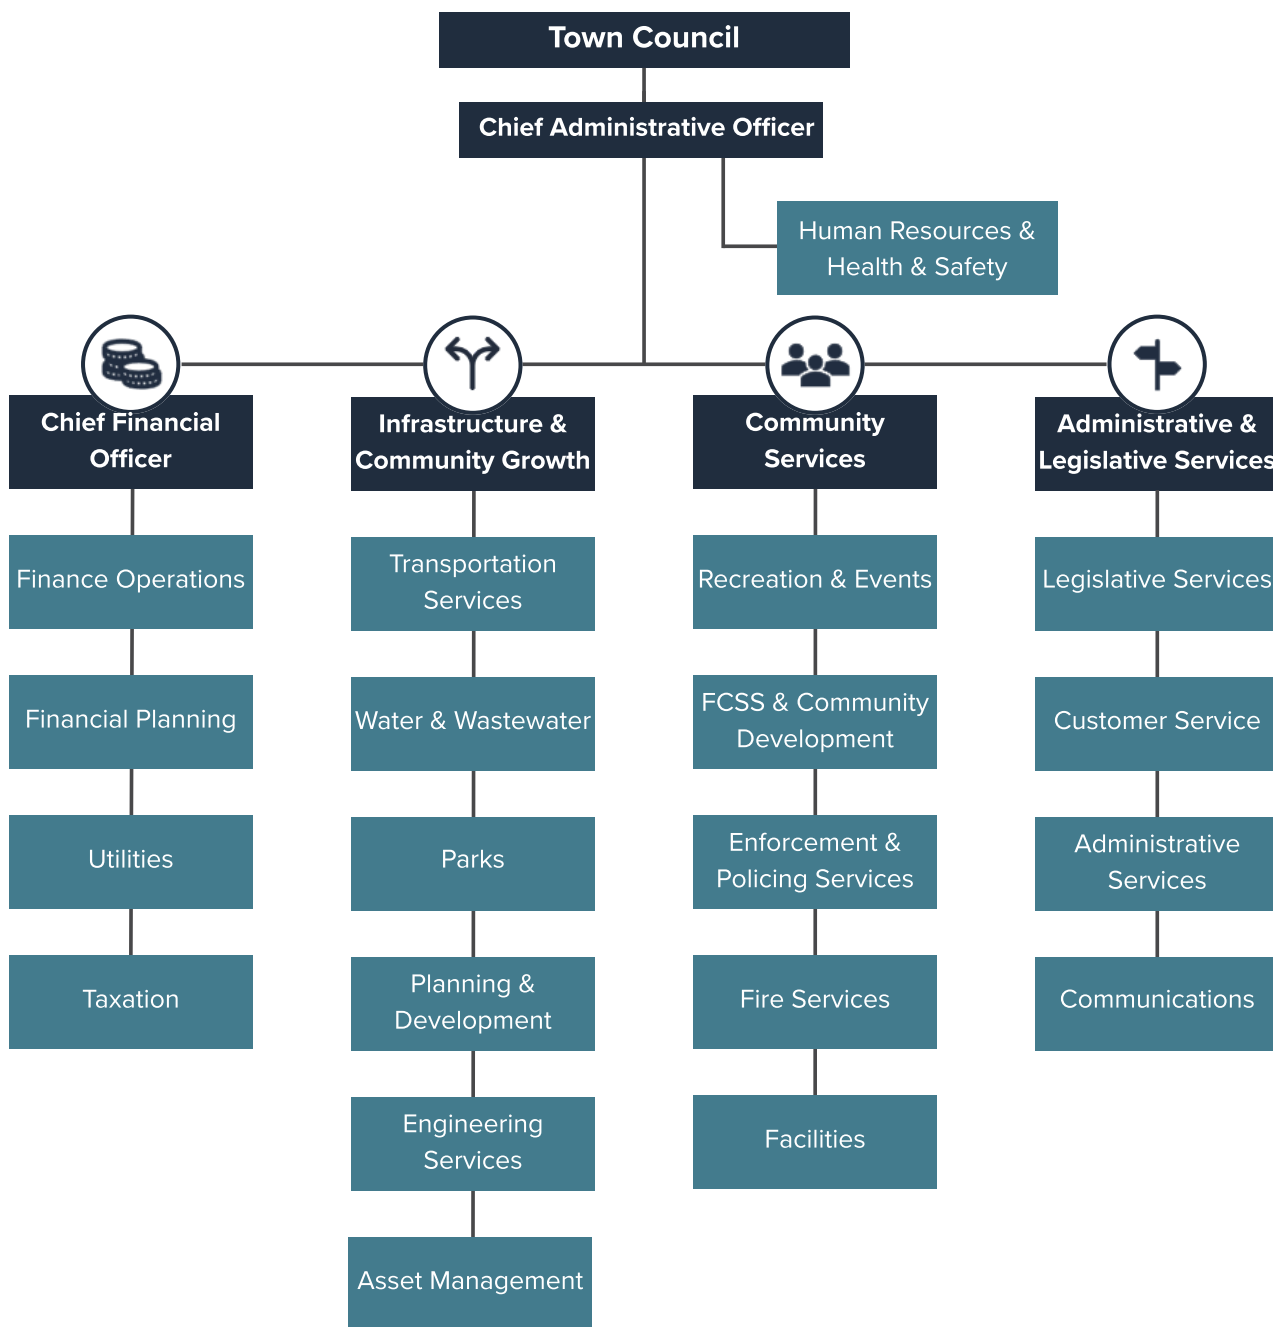 Town Council
Chief Administrative Officer
Human Resources &
Health & Safety
Chief Financial
Officer
Finance Operations
Financial Planning
Utilities
Taxation
Infrastructure &
Community Growth
Transportation
Services
Water & Wastewater
Parks
Planning &
Development
Engineering
Services
Asset Management
Community
Services
Recreation & Events
FCSS & Community
Development
Enforcement &
Policing Services
Fire Services
Facilities
Administrative &
Legislative Services
Legislative Services
Customer Service
Administrative
Services
Communications